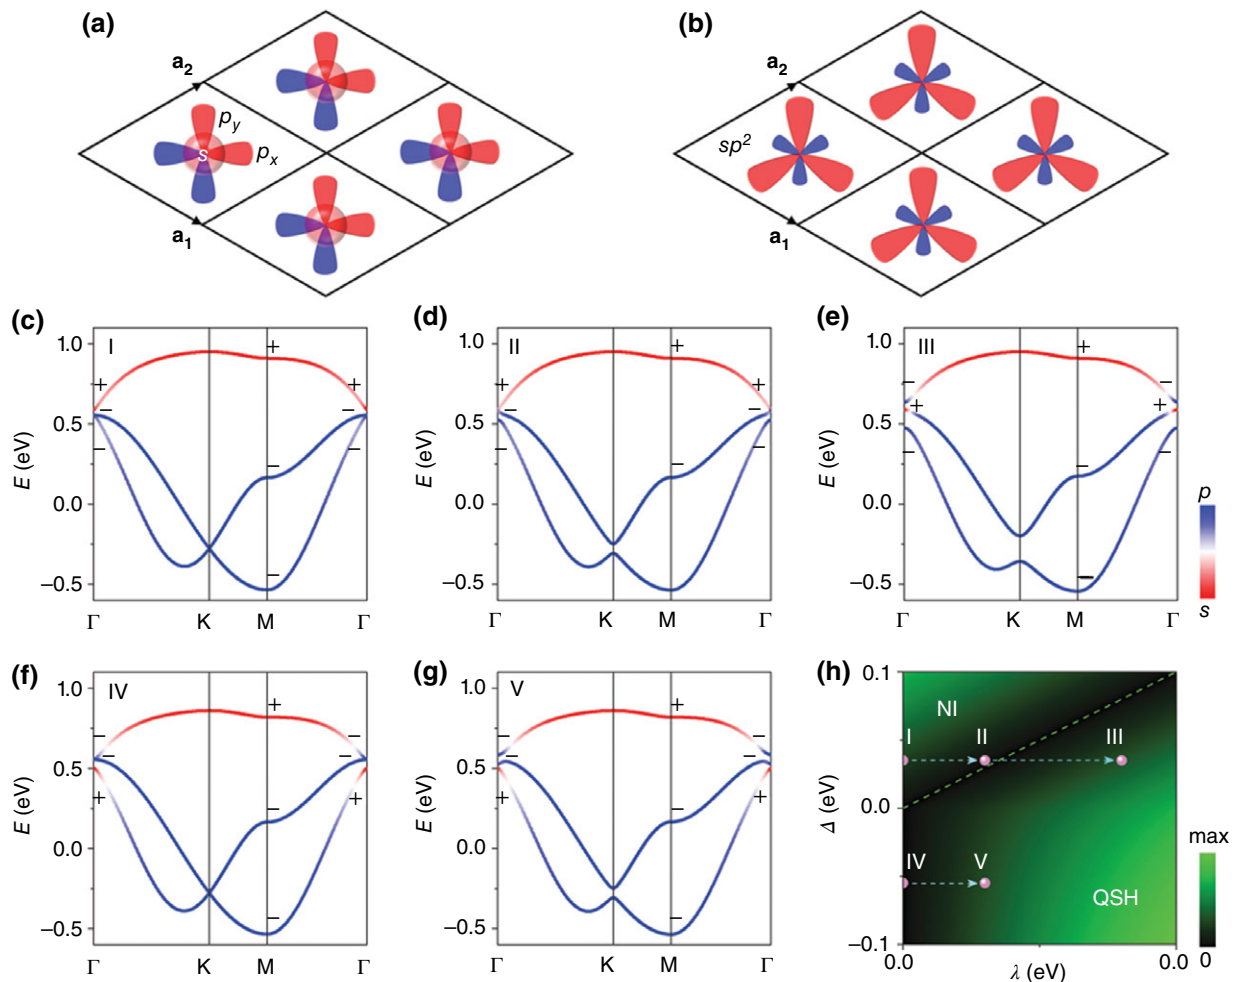 (a)
a₂
p_y
s
p_x
a₁
(b)
a₂
sp²
a₁
(c)
I
1.0
0.5
0.0
−0.5
E (eV)
+
+
+
−
−
−
−
−
−
Γ
K
M
Γ
(d)
II
1.0
0.5
0.0
−0.5
E (eV)
+
+
+
−
−
−
−
−
−
Γ
K
M
Γ
(e)
III
1.0
0.5
0.0
−0.5
E (eV)
+
−
−
+
+
−
−
−
−
Γ
K
M
Γ
p
s
(f)
IV
1.0
0.5
0.0
−0.5
E (eV)
+
−
−
−
−
+
+
−
−
Γ
K
M
Γ
(g)
V
1.0
0.5
0.0
−0.5
E (eV)
+
−
−
−
−
+
+
−
−
Γ
K
M
Γ
(h)
0.1
NI
I II III
0.0
Δ (eV)
IV V
QSH
−0.1
0.0 0.0
λ (eV)
max
0